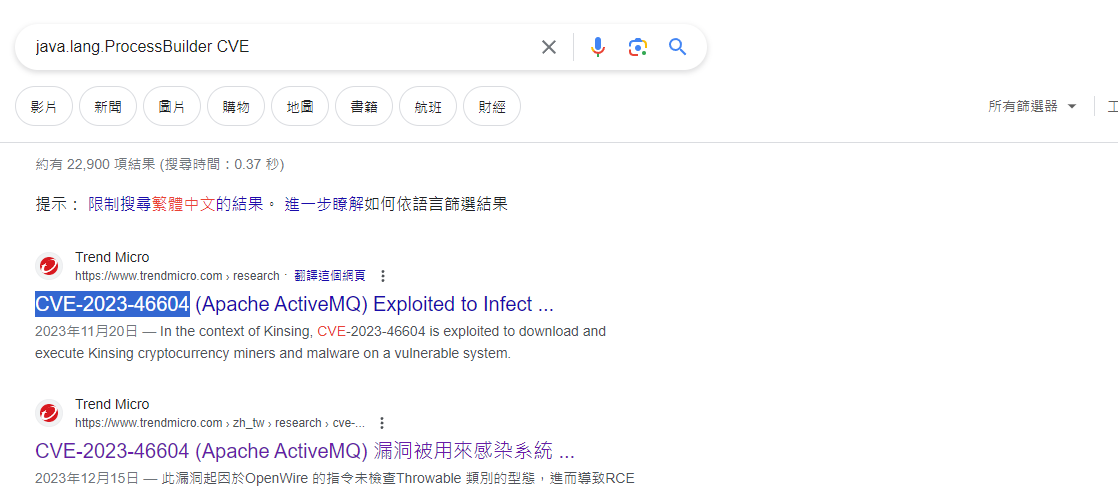 java.lang.ProcessBuilder CVE
影片 新聞 圖片 購物 地圖 書籍 航班 財經 所有篩選器
約有 22,900 項結果 (搜尋時間：0.37 秒)
提示： 限制搜尋繁體中文的結果。 進一步瞭解如何依語言篩選結果
Trend Micro
https://www.trendmicro.com › research · 翻譯這個網頁
CVE-2023-46604 (Apache ActiveMQ) Exploited to Infect ...
2023年11月20日 — In the context of Kinsing, CVE-2023-46604 is exploited to download and
execute Kinsing cryptocurrency miners and malware on a vulnerable system.
Trend Micro
https://www.trendmicro.com › zh_tw › research › cve-...
CVE-2023-46604 (Apache ActiveMQ) 漏洞被用來感染系統 ...
2023年12月15日 — 此漏洞起因於OpenWire 的指令未檢查Throwable 類別的型態，進而導致RCE